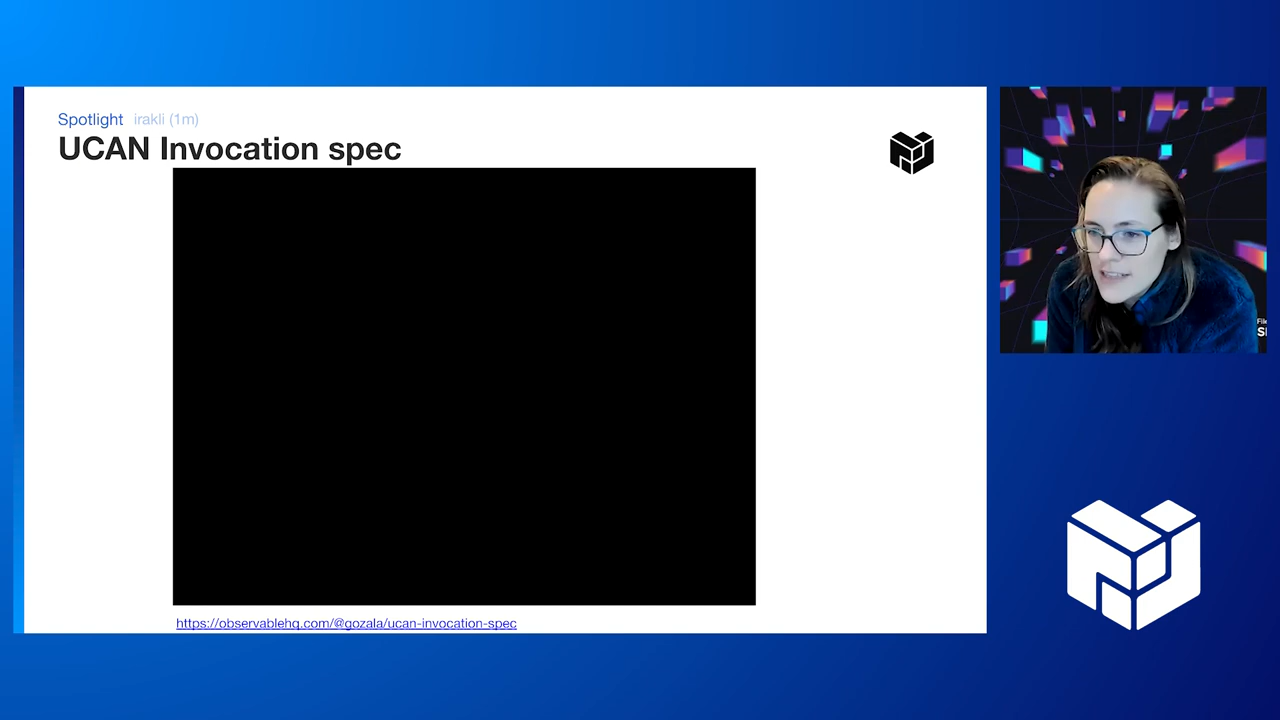 Spotlight irakli (1m)
UCAN Invocation spec
https://observablehq.com/@gozala/ucan-invocation-spec